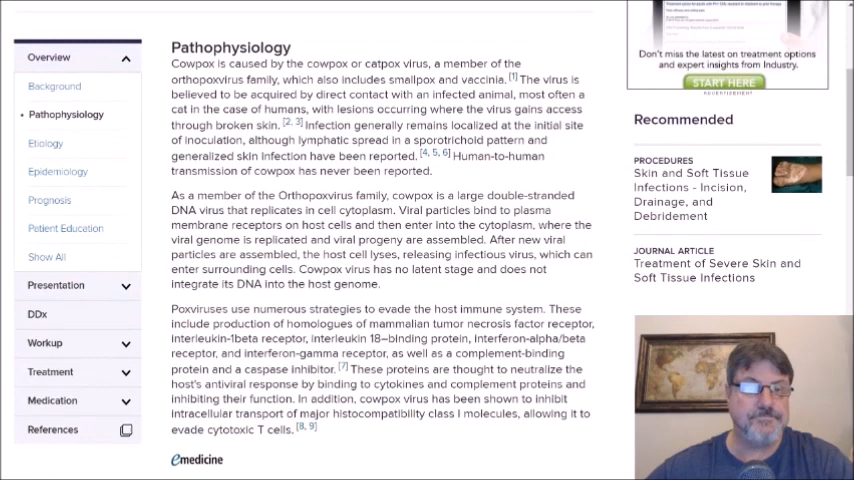 Overview
Background
• Pathophysiology
Etiology
Epidemiology
Prognosis
Patient Education
Show All
Presentation
DDx
Workup
Treatment
Medication
References
Pathophysiology
Cowpox is caused by the cowpox or catpox virus, a member of the
orthopoxvirus family, which also includes smallpox and vaccinia. [1] The virus is
believed to be acquired by direct contact with an infected animal, most often a
cat in the case of humans, with lesions occurring where the virus gains access
through broken skin. [2, 3] Infection generally remains localized at the initial site
of inoculation, although lymphatic spread in a sporotrichoid pattern and
generalized skin infection have been reported. [4, 5, 6] Human-to-human
transmission of cowpox has never been reported.
As a member of the Orthopoxvirus family, cowpox is a large double-stranded
DNA virus that replicates in cell cytoplasm. Viral particles bind to plasma
membrane receptors on host cells and then enter into the cytoplasm, where the
viral genome is replicated and viral progeny are assembled. After new viral
particles are assembled, the host cell lyses, releasing infectious virus, which can
enter surrounding cells. Cowpox virus has no latent stage and does not
integrate its DNA into the host genome.
Poxviruses use numerous strategies to evade the host immune system. These
include production of homologues of mammalian tumor necrosis factor receptor,
interleukin-1beta receptor, interleukin 18–binding protein, interferon-alpha/beta
receptor, and interferon-gamma receptor, as well as a complement-binding
protein and a caspase inhibitor. [7] These proteins are thought to neutralize the
host's antiviral response by binding to cytokines and complement proteins and
inhibiting their function. In addition, cowpox virus has been shown to inhibit
intracellular transport of major histocompatibility class I molecules, allowing it to
evade cytotoxic T cells. [8, 9]
emedicine
Don't miss the latest on treatment options
and expert insights from Industry.
START HERE
ADVERTISEMENT
Recommended
PROCEDURES
Skin and Soft Tissue
Infections - Incision,
Drainage, and
Debridement
JOURNAL ARTICLE
Treatment of Severe Skin and
Soft Tissue Infections